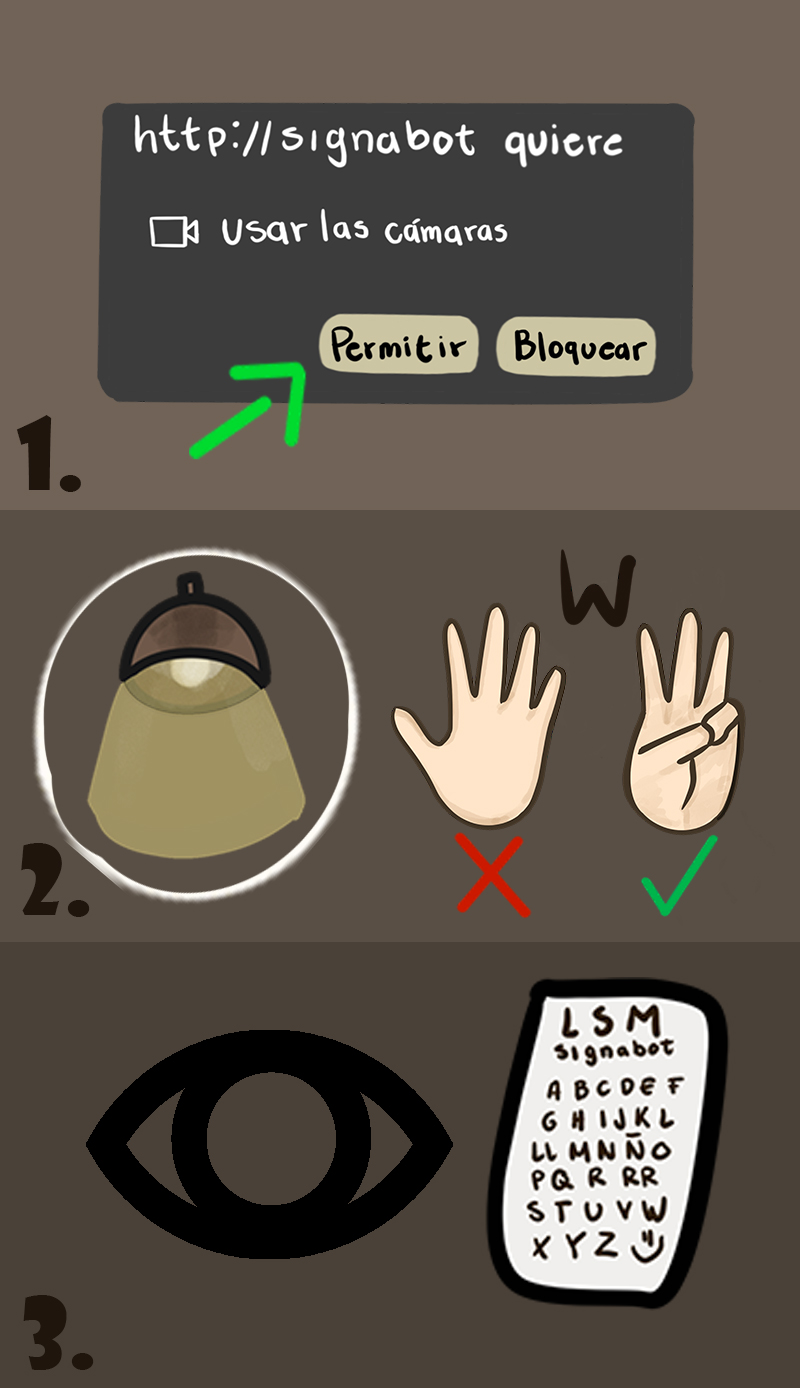 http://signabot quiere
usar las cámaras
Permitir Bloquear
1.
W
2.
LSM
signabot
A B C D E F
G H I J K L
LL M N Ñ O
P Q R RR
S T U V W
X Y Z
3.